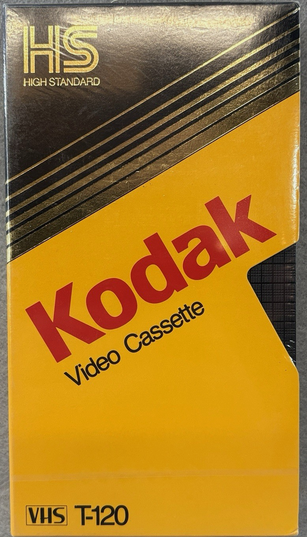 HS
HIGH STANDARD
Kodak
Video Cassette
VHS T-120